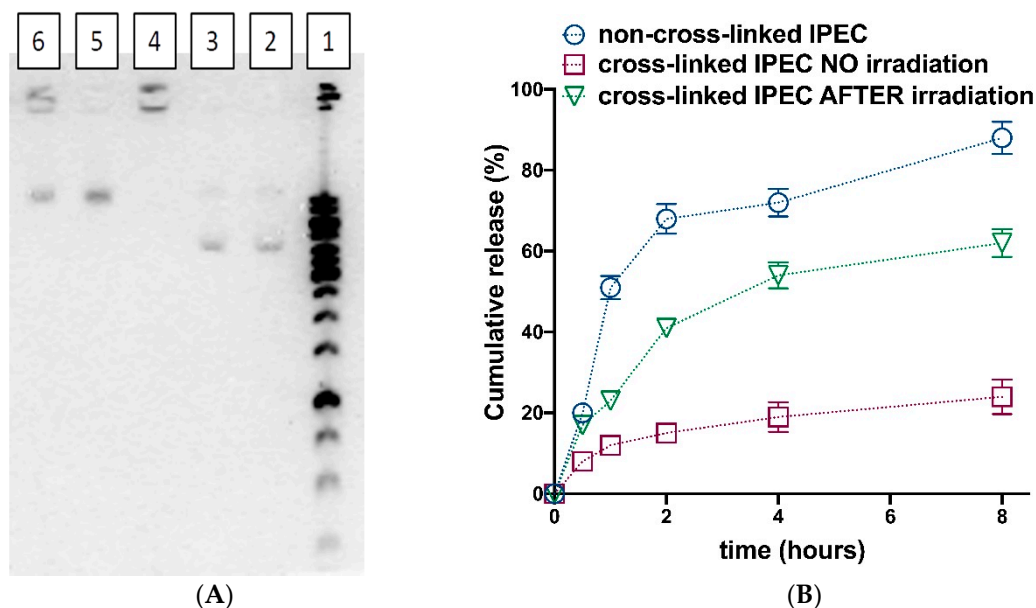 6 5 4 3 2 1
non-cross-linked IPEC
cross-linked IPEC NO irradiation
cross-linked IPEC AFTER irradiation
100
80
60
40
20
0
Cumulative release (%)
0 2 4 6 8
time (hours)
(A) (B)